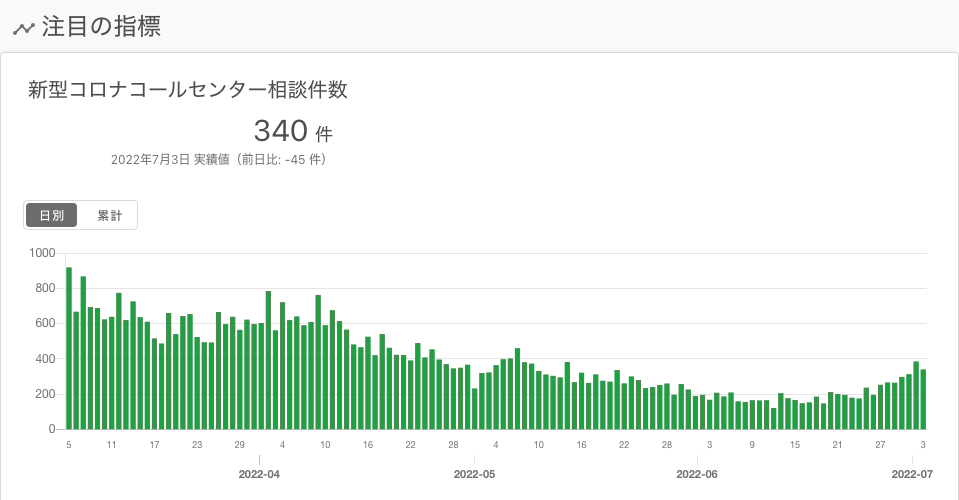 注目の指標
新型コロナコールセンター相談件数
340 件
2022年7月3日 実績値（前日比: -45 件）
日別 累計
1000
800
600
400
200
0
5 11 17 23 29 4 10 16 22 28 4 10 16 22 28 3 9 15 21 27 3
2022-04 2022-05 2022-06 2022-07